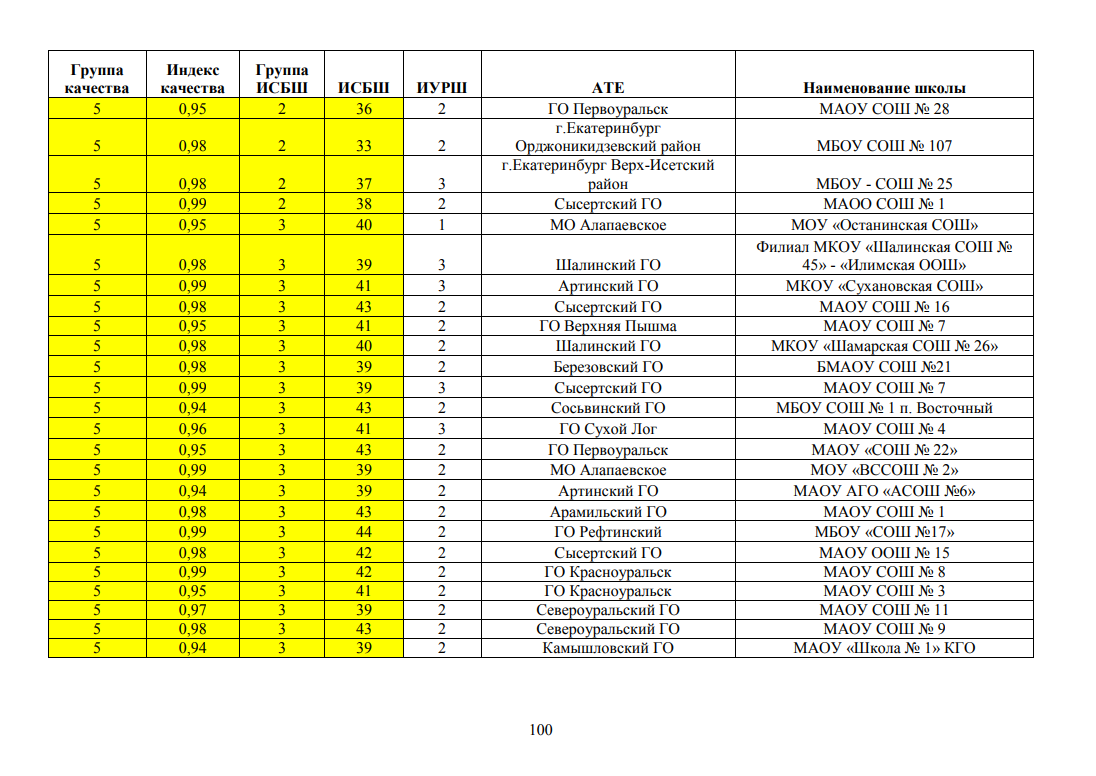 Группа качества Индекс качества Группа ИСБШ ИСБШ ИУРШ АТЕ Наименование школы
5 0,95 2 36 2 ГО Первоуральск МАОУ СОШ № 28
5 0,98 2 33 2 г.Екатеринбург Орджоникидзевский район МБОУ СОШ № 107
5 0,98 2 37 3 г.Екатеринбург Верх-Исетский район МБОУ - СОШ № 25
5 0,99 2 38 2 Сысертский ГО МАОО СОШ № 1
5 0,95 3 40 1 МО Алапаевское МОУ «Останинская СОШ»
5 0,98 3 39 3 Шалинский ГО Филиал МКОУ «Шалинская СОШ № 45» - «Илимская ООШ»
5 0,99 3 41 3 Артинский ГО МКОУ «Сухановская СОШ»
5 0,98 3 43 2 Сысертский ГО МАОУ СОШ № 16
5 0,95 3 41 2 ГО Верхняя Пышма МАОУ СОШ № 7
5 0,98 3 40 2 Шалинский ГО МКОУ «Шамарская СОШ № 26»
5 0,98 3 39 2 Березовский ГО БМАОУ СОШ №21
5 0,99 3 39 3 Сысертский ГО МАОУ СОШ № 7
5 0,94 3 43 2 Сосьвинский ГО МБОУ СОШ № 1 п. Восточный
5 0,96 3 41 3 ГО Сухой Лог МАОУ СОШ № 4
5 0,95 3 43 2 ГО Первоуральск МАОУ «СОШ № 22»
5 0,99 3 39 2 МО Алапаевское МОУ «ВССОШ № 2»
5 0,94 3 39 2 Артинский ГО МАОУ АГО «АСОШ №6»
5 0,98 3 43 2 Арамильский ГО МАОУ СОШ № 1
5 0,99 3 44 2 ГО Рефтинский МБОУ «СОШ №17»
5 0,98 3 42 2 Сысертский ГО МАОУ ООШ № 15
5 0,99 3 42 2 ГО Красноуральск МАОУ СОШ № 8
5 0,95 3 41 2 ГО Красноуральск МАОУ СОШ № 3
5 0,97 3 39 2 Североуральский ГО МАОУ СОШ № 11
5 0,98 3 43 2 Североуральский ГО МАОУ СОШ № 9
5 0,94 3 39 2 Камышловский ГО МАОУ «Школа № 1» КГО
100